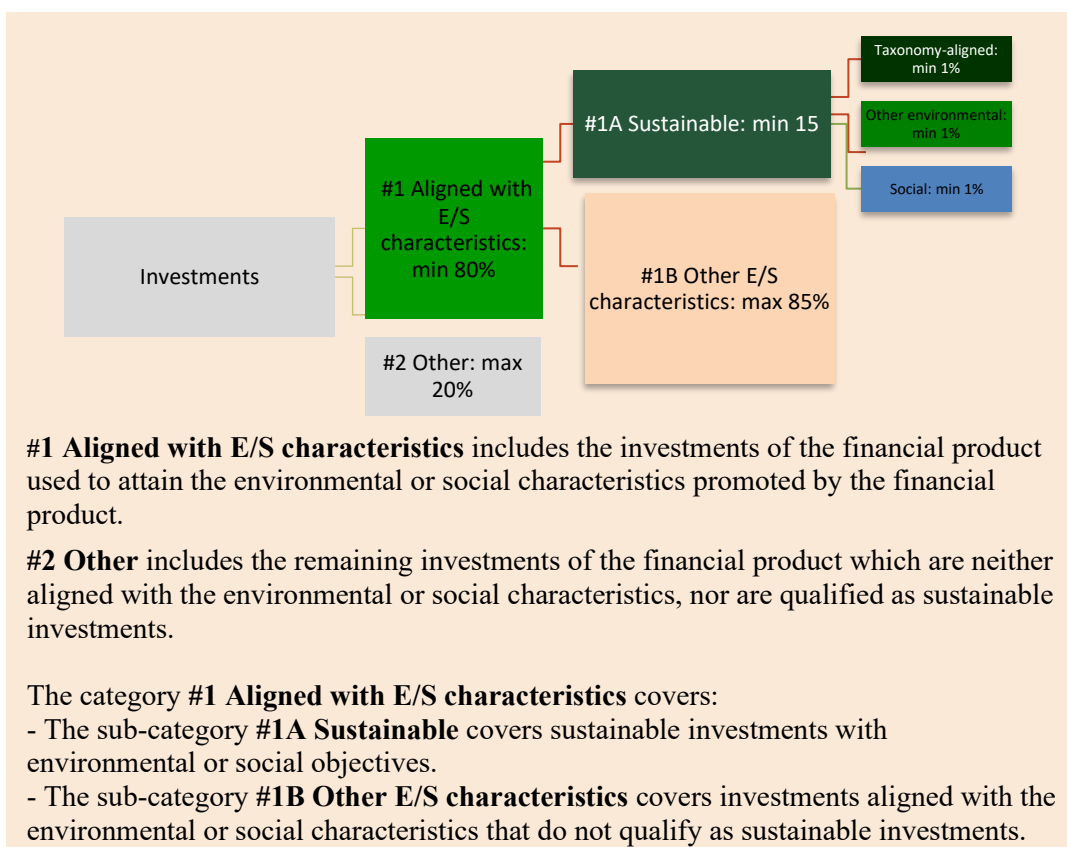 Taxonomy-aligned:
min 1%
#1A Sustainable: min 15
Other environmental:
min 1%
Social: min 1%
#1 Aligned with
E/S
characteristics:
min 80%
Investments
#1B Other E/S
characteristics: max 85%
#2 Other: max
20%
#1 Aligned with E/S characteristics includes the investments of the financial product
used to attain the environmental or social characteristics promoted by the financial
product.
#2 Other includes the remaining investments of the financial product which are neither
aligned with the environmental or social characteristics, nor are qualified as sustainable
investments.
The category #1 Aligned with E/S characteristics covers:
- The sub-category #1A Sustainable covers sustainable investments with
environmental or social objectives.
- The sub-category #1B Other E/S characteristics covers investments aligned with the
environmental or social characteristics that do not qualify as sustainable investments.